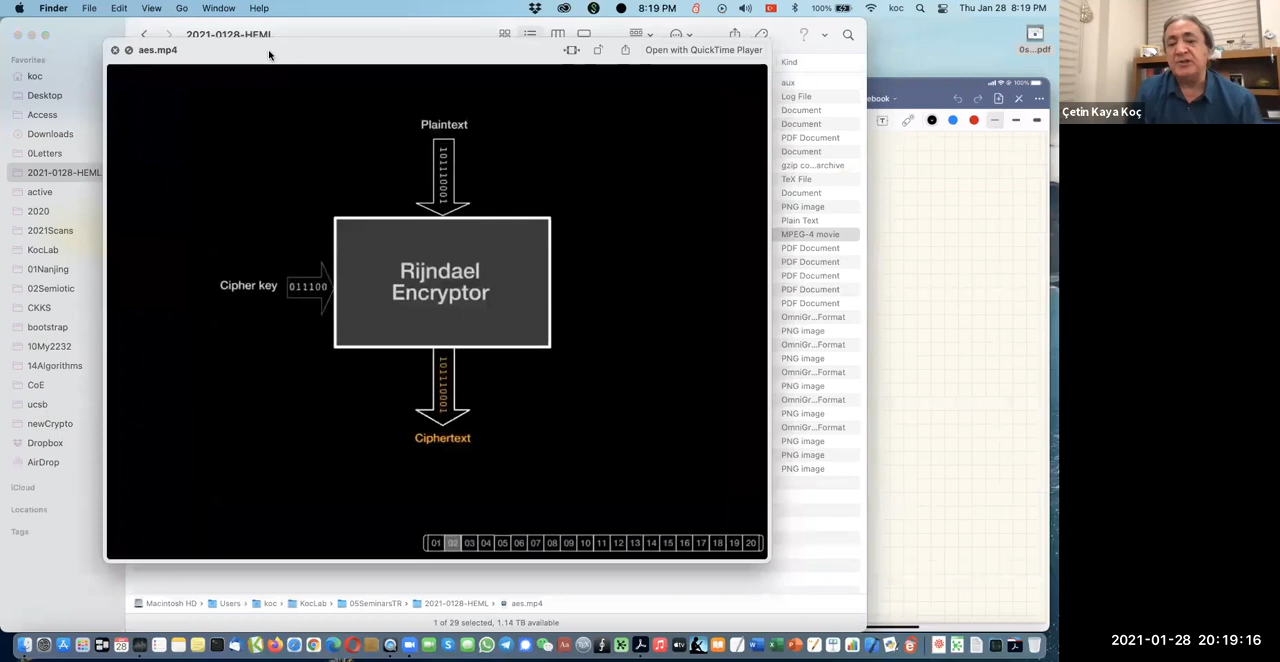 Finder File Edit View Go Window Help 8:19 PM 100% koc Thu Jan 28 8:19 PM
2021-0128-HEML
aes.mp4 Open with QuickTime Player
Favorites
koc
Desktop
Access
Downloads
0Letters
2021-0128-HEML
active
2020
2021Scans
KocLab
01Nanjing
02Semiotic
CKKS
bootstrap
10My2232
14Algorithms
CoE
ucsb
newCrypto
Dropbox
AirDrop
iCloud
Locations
Tags
Plaintext
101110001
Cipher key 011100
Rijndael
Encryptor
101110001
Ciphertext
01 02 03 04 05 06 07 08 09 10 11 12 13 14 15 16 17 18 19 20
Kind
aux
Log File
Document
Document
PDF Document
Document
gzip co...archive
TeX File
Document
PNG image
Plain Text
MPEG-4 movie
PDF Document
PDF Document
PDF Document
PDF Document
PDF Document
OmniGr...Format
PNG image
OmniGr...Format
PNG image
OmniGr...Format
PNG image
OmniGr...Format
PNG image
OmniGr...Format
PNG image
PNG image
PNG image
Macintosh HD › Users › koc › KocLab › 05SeminarsTR › 2021-0128-HEML › aes.mp4
1 of 29 selected, 1.14 TB available
100%
ebook
0s...pdf
Çetin Kaya Koç
2021-01-28 20:19:16